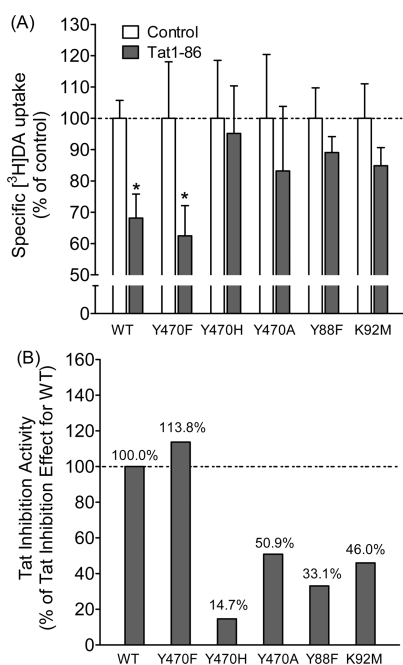 (A)
Control
Tat1-86
Specific [³H]DA uptake
(% of control)
130
120
110
100
90
80
70
60
50
0
*
*
WT Y470F Y470H Y470A Y88F K92M
(B)
Tat Inhibition Activity
(% of Tat Inhibition Effect for WT)
160
140
120
100
80
60
40
20
0
100.0%
113.8%
14.7%
50.9%
33.1%
46.0%
WT Y470F Y470H Y470A Y88F K92M